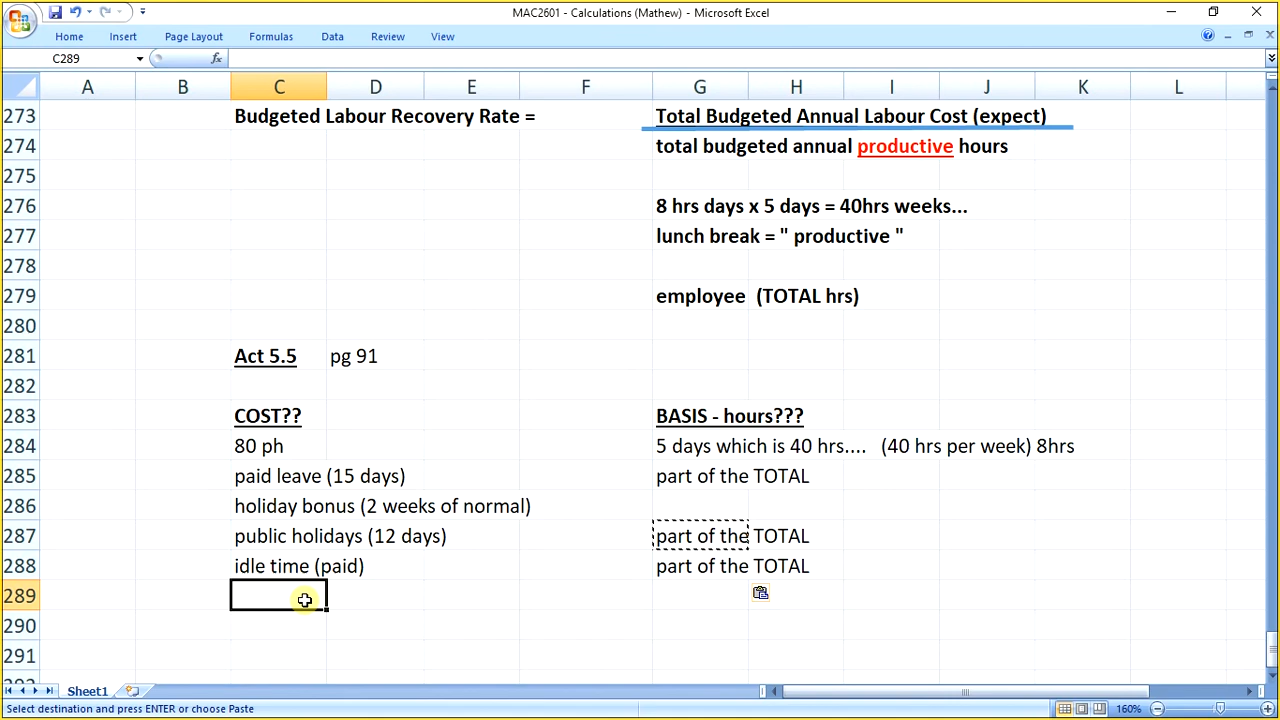 MAC2601 - Calculations (Mathew) - Microsoft Excel
Home Insert Page Layout Formulas Data Review View
C289 fx
A B C D E F G H I J K L
273 Budgeted Labour Recovery Rate = Total Budgeted Annual Labour Cost (expect)
274 total budgeted annual productive hours
275
276 8 hrs days x 5 days = 40hrs weeks...
277 lunch break = " productive "
278
279 employee (TOTAL hrs)
280
281 Act 5.5 pg 91
282
283 COST?? BASIS - hours???
284 80 ph 5 days which is 40 hrs.... (40 hrs per week) 8hrs
285 paid leave (15 days) part of the TOTAL
286 holiday bonus (2 weeks of normal)
287 public holidays (12 days) part of the TOTAL
288 idle time (paid) part of the TOTAL
289
290
291
Sheet1
Select destination and press ENTER or choose Paste 160%